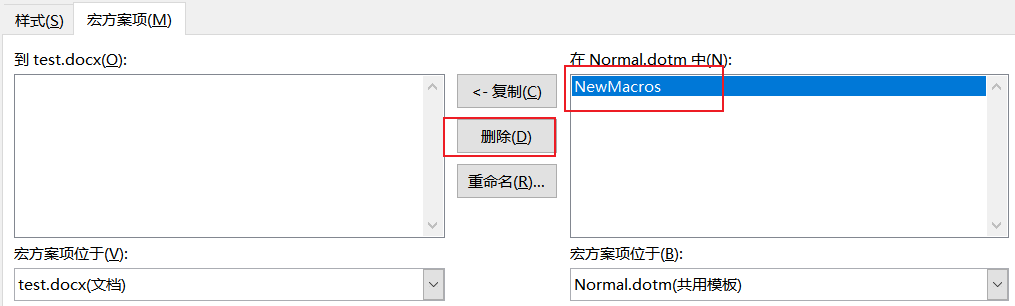 样式(S) 宏方案项(M)
到 test.docx(O):
在 Normal.dotm 中(N):
<- 复制(C)
删除(D)
重命名(R)...
NewMacros
宏方案项位于(V):
test.docx(文档)
宏方案项位于(B):
Normal.dotm(共用模板)